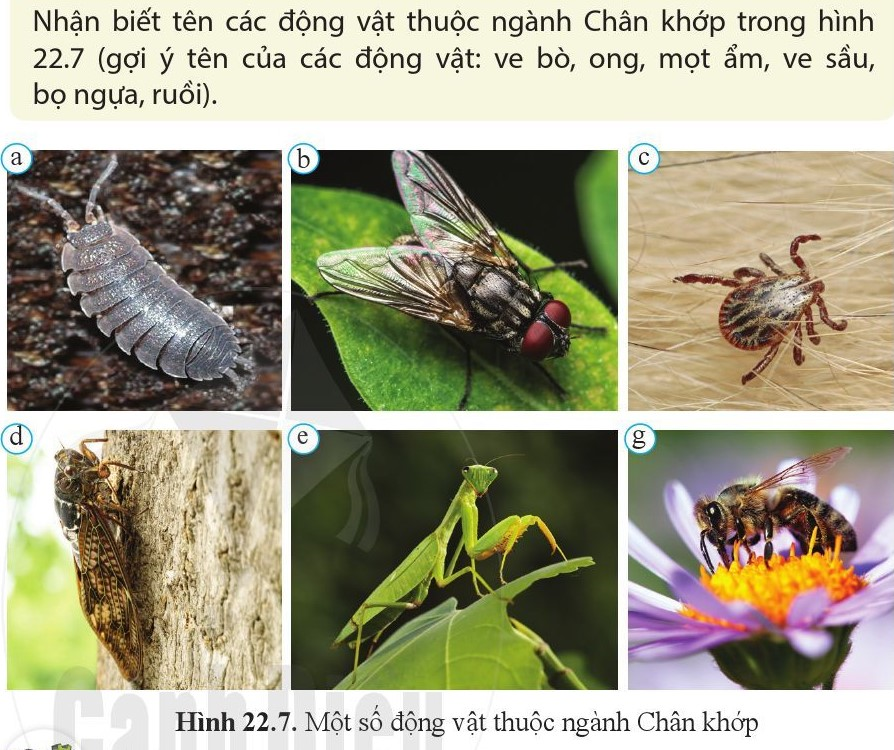 Nhận biết tên các động vật thuộc ngành Chân khớp trong hình
22.7 (gợi ý tên của các động vật: ve bò, ong, mọt ẩm, ve sầu,
bọ ngựa, ruồi).
a
b
c
d
e
g
Hình 22.7. Một số động vật thuộc ngành Chân khớp
Cánh Diều